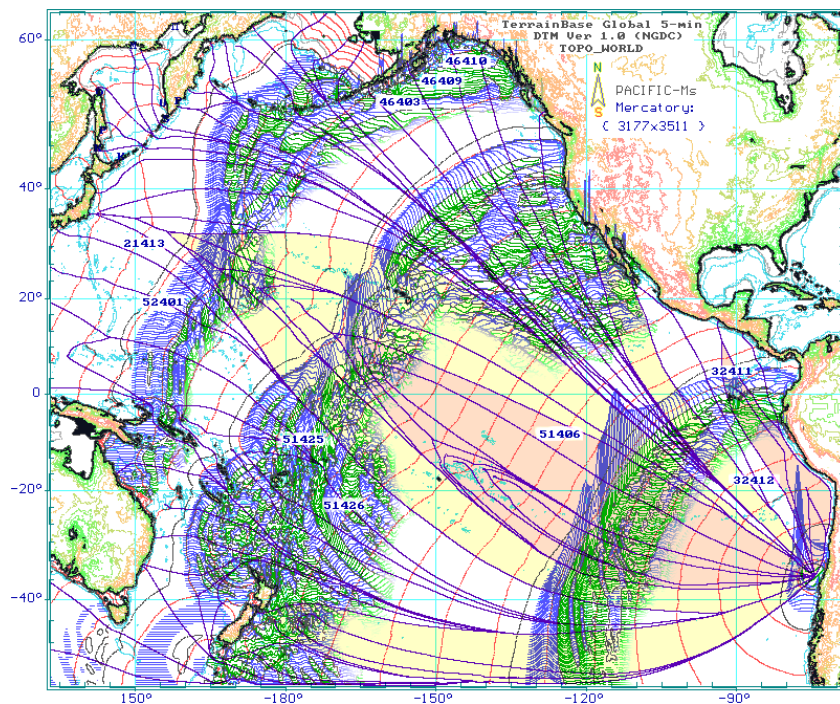 TerrainBase Global 5-min
DTM Ver 1.0 (NGDC)
TOPO_WORLD
N
PACIFIC-Ms
Mercatory:
S
( 3177x3511 )
60°
40°
20°
0
-20°
-40°
46410
46409
46403
21413
52401
32411
51425
51406
32412
51426
150°
-180°
-150°
-120°
-90°